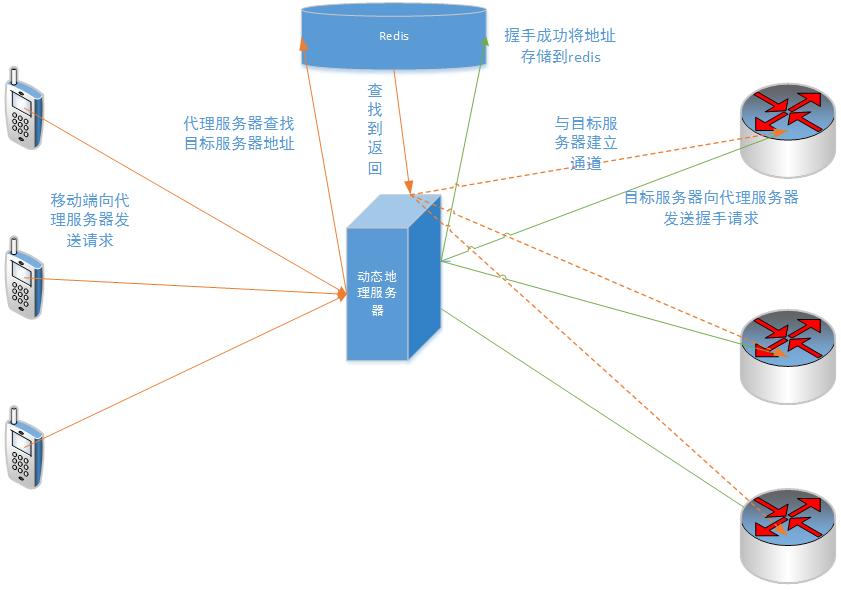 Redis
握手成功将地址
存储到redis
查
找
到
返
回
代理服务器查找
目标服务器地址
与目标服
务器建立
通道
移动端向代
理服务器发
送请求
目标服务器向代理服务器
发送握手请求
动态地
理服务
器